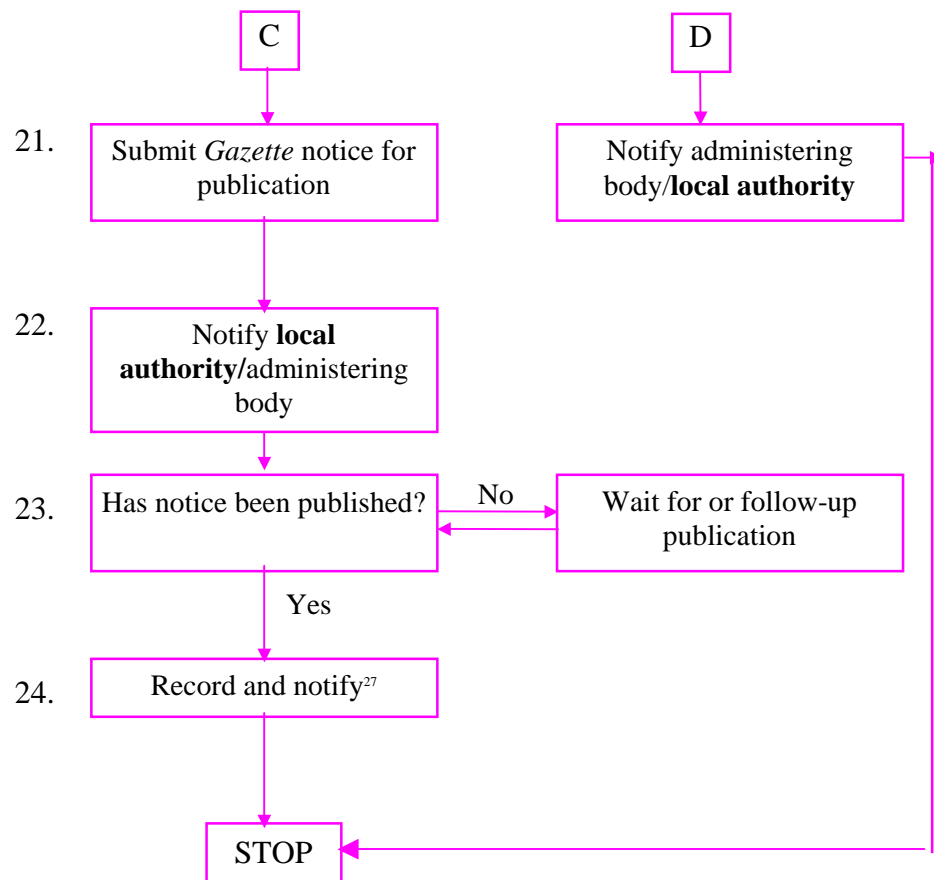 C
D
21.
Submit Gazette notice for
publication
Notify administering
body/local authority
22.
Notify local
authority/administering
body
23.
Has notice been published?
No
Wait for or follow-up
publication
Yes
24.
Record and notify27
STOP